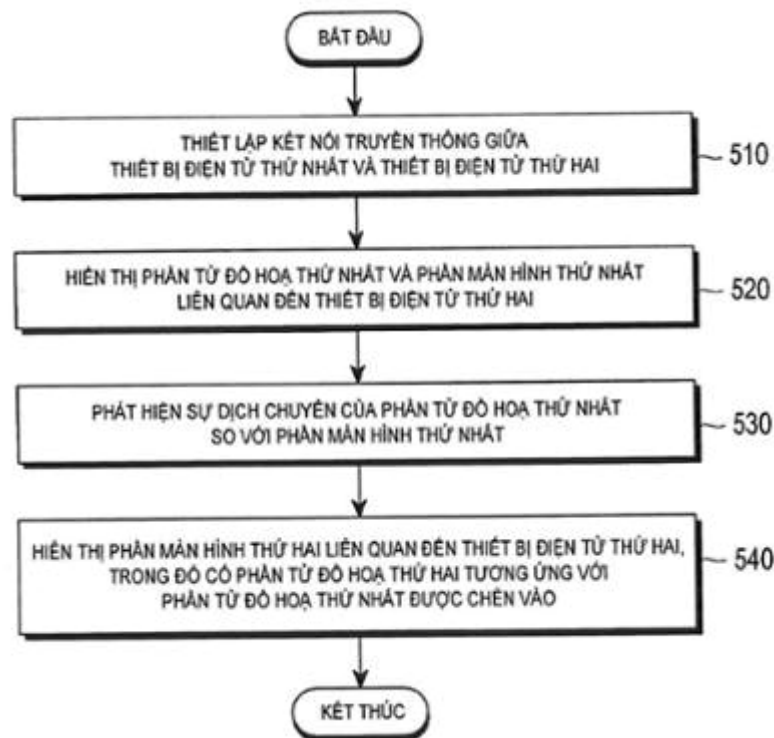 BẮT ĐẦU
THIẾT LẬP KẾT NỐI TRUYỀN THÔNG GIỮA
THIẾT BỊ ĐIỆN TỬ THỨ NHẤT VÀ THIẾT BỊ ĐIỆN TỬ THỨ HAI
510
HIỂN THỊ PHẦN TỬ ĐỒ HOẠ THỨ NHẤT VÀ PHẦN MÀN HÌNH THỨ NHẤT
LIÊN QUAN ĐẾN THIẾT BỊ ĐIỆN TỬ THỨ HAI
520
PHÁT HIỆN SỰ DỊCH CHUYỂN CỦA PHẦN TỬ ĐỒ HOẠ THỨ NHẤT
SO VỚI PHẦN MÀN HÌNH THỨ NHẤT
530
HIỂN THỊ PHẦN MÀN HÌNH THỨ HAI LIÊN QUAN ĐẾN THIẾT BỊ ĐIỆN TỬ THỨ HAI,
TRONG ĐÓ CÓ PHẦN TỬ ĐỒ HOẠ THỨ HAI TƯƠNG ỨNG VỚI
PHẦN TỬ ĐỒ HOẠ THỨ NHẤT ĐƯỢC CHÈN VÀO
540
KẾT THÚC